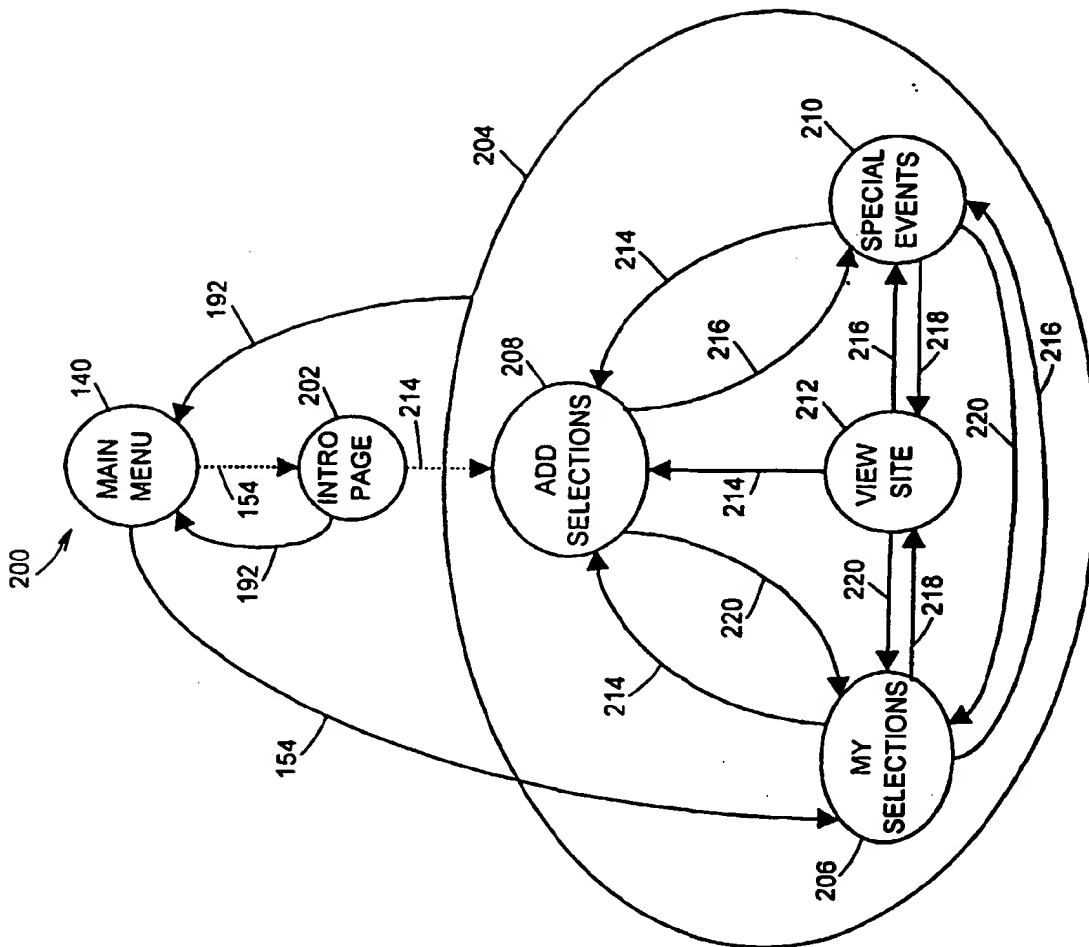 200
MAIN
MENU
140
192
154
192
INTRO
PAGE
202
214
204
154
ADD
SELECTIONS
208
214
220
214
216
214
MY
SELECTIONS
206
220
218
VIEW
SITE
212
216
218
SPECIAL
EVENTS
210
220
216